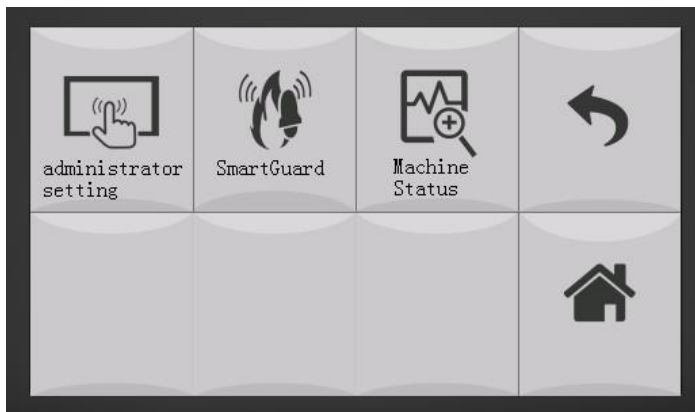 administrator
setting
SmartGuard
Machine
Status